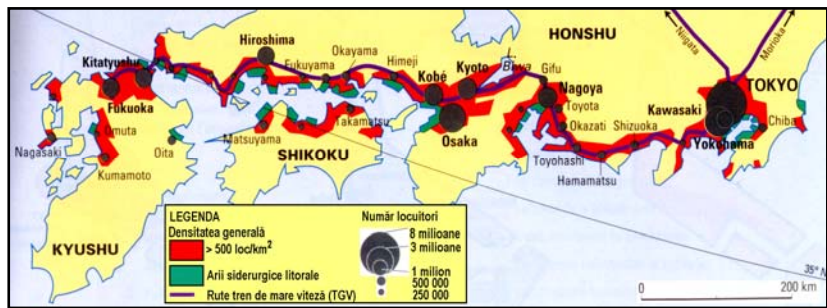 HONSHU
Niigata
Morioka
Hiroshima
Okayama
Fukuyama
Himeji
Kobé
Kyoto
Biwa
Gifu
Nagoya
Toyota
Okazati
Shizuoka
Toyohashi
Hamamatsu
TOKYO
Kawasaki
Yokohama
Chiba
Osaka
Kitatyushu
Fukuoka
Omuta
Nagasaki
Kumamoto
Oita
Matsuyama
Takamatsu
SHIKOKU
KYUSHU
LEGENDA
Densitatea generală
> 500 loc/km²
Arii siderurgice litorale
Rute tren de mare viteză (TGV)
Număr locuitori
8 milioane
3 milioane
1 milion
500 000
250 000
35° N
0 200 km